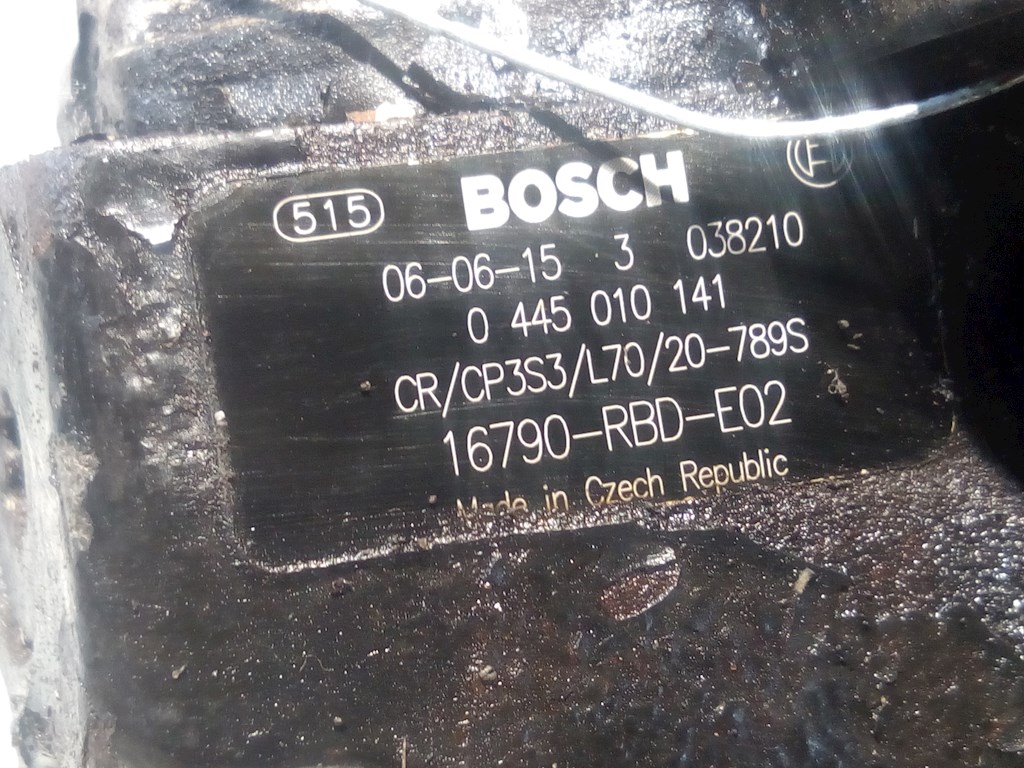 515 BOSCH
06-06-15 3 038210
0 445 010 141
CR/CP3S3/L70/20-789S
16790-RBD-E02
Made in Czech Republic